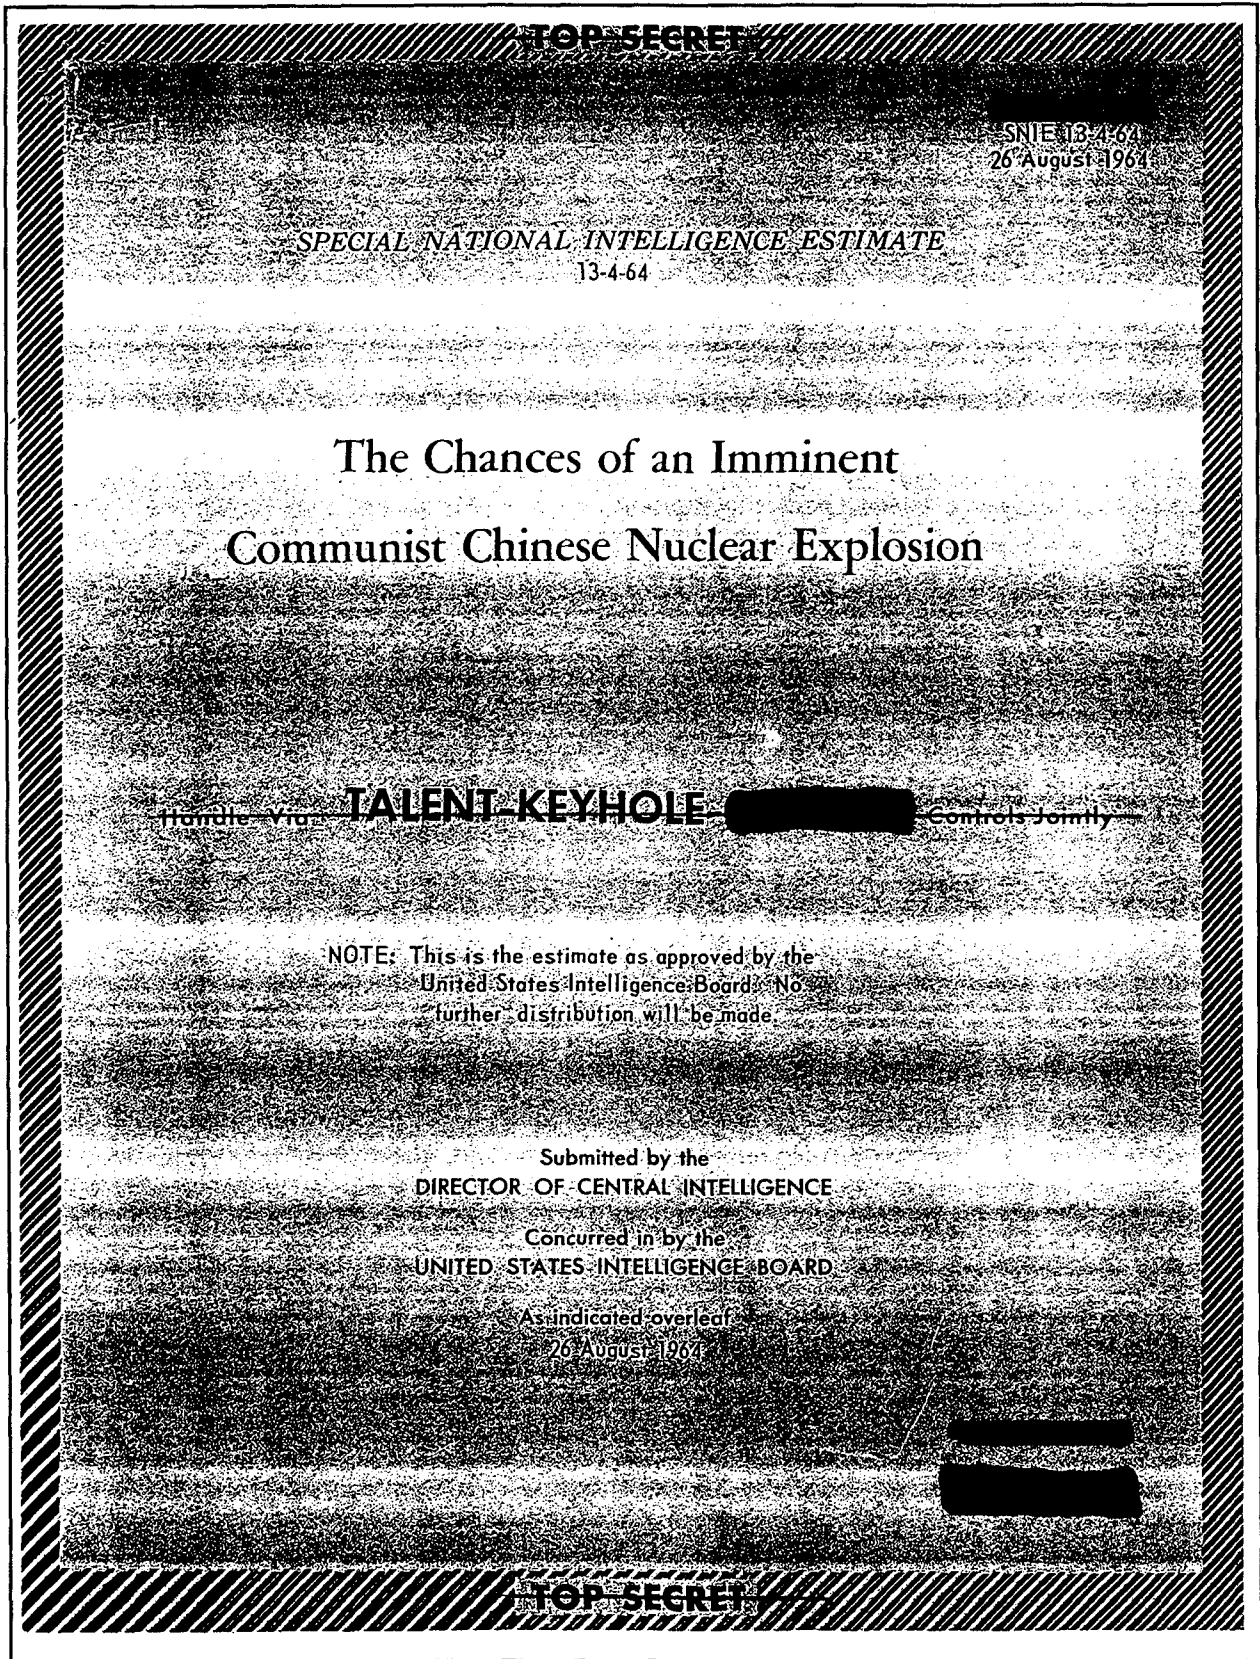 TOP SECRET
SNIE 13-4-64
26 August 1964
SPECIAL NATIONAL INTELLIGENCE ESTIMATE
13-4-64
The Chances of an Imminent
Communist Chinese Nuclear Explosion
Handle Via TALENT-KEYHOLE Controls Jointly
NOTE: This is the estimate as approved by the
United States Intelligence Board. No
further distribution will be made.
Submitted by the
DIRECTOR OF CENTRAL INTELLIGENCE
Concurred in by the
UNITED STATES INTELLIGENCE BOARD
As indicated overleaf
26 August 1964
TOP SECRET